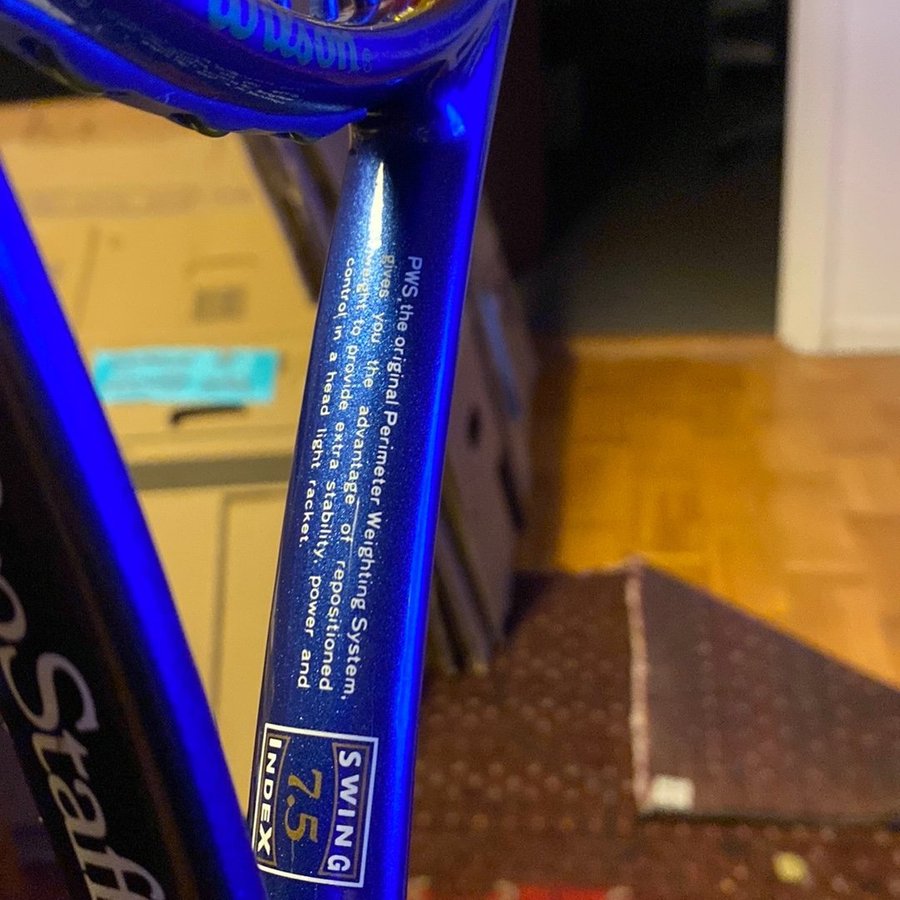 Wilson
PWS, the original Perimeter Weighting System,
gives you the advantage of repositioned
weight to provide extra stability, power and
control in a head light racket.
SWING
7.5
INDEX
Staff